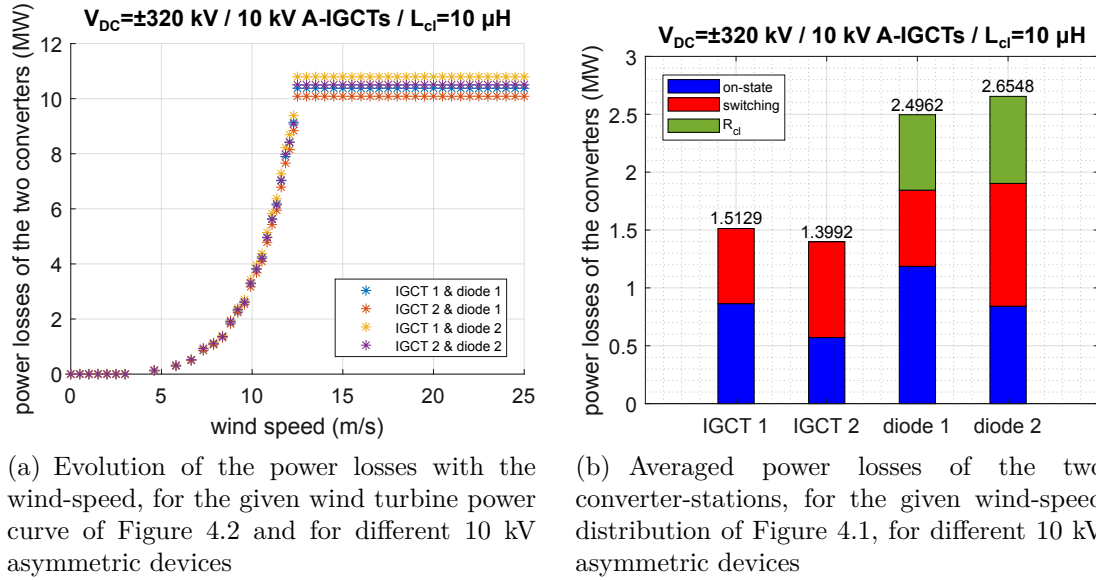 V_DC=±320 kV / 10 kV A-IGCTs / L_cl=10 μH
power losses of the two converters (MW)
12
10
8
6
4
2
0
0
5
10
15
20
25
wind speed (m/s)
IGCT 1 & diode 1
IGCT 2 & diode 1
IGCT 1 & diode 2
IGCT 2 & diode 2
(a) Evolution of the power losses with the
wind-speed, for the given wind turbine power
curve of Figure 4.2 and for different 10 kV
asymmetric devices
V_DC=±320 kV / 10 kV A-IGCTs / L_cl=10 μH
power losses of the converters (MW)
3
2.5
2
1.5
1
0.5
0
on-state
switching
R_cl
1.5129
1.3992
2.4962
2.6548
IGCT 1
IGCT 2
diode 1
diode 2
(b) Averaged power losses of the two
converter-stations, for the given wind-speed
distribution of Figure 4.1, for different 10 kV
asymmetric devices